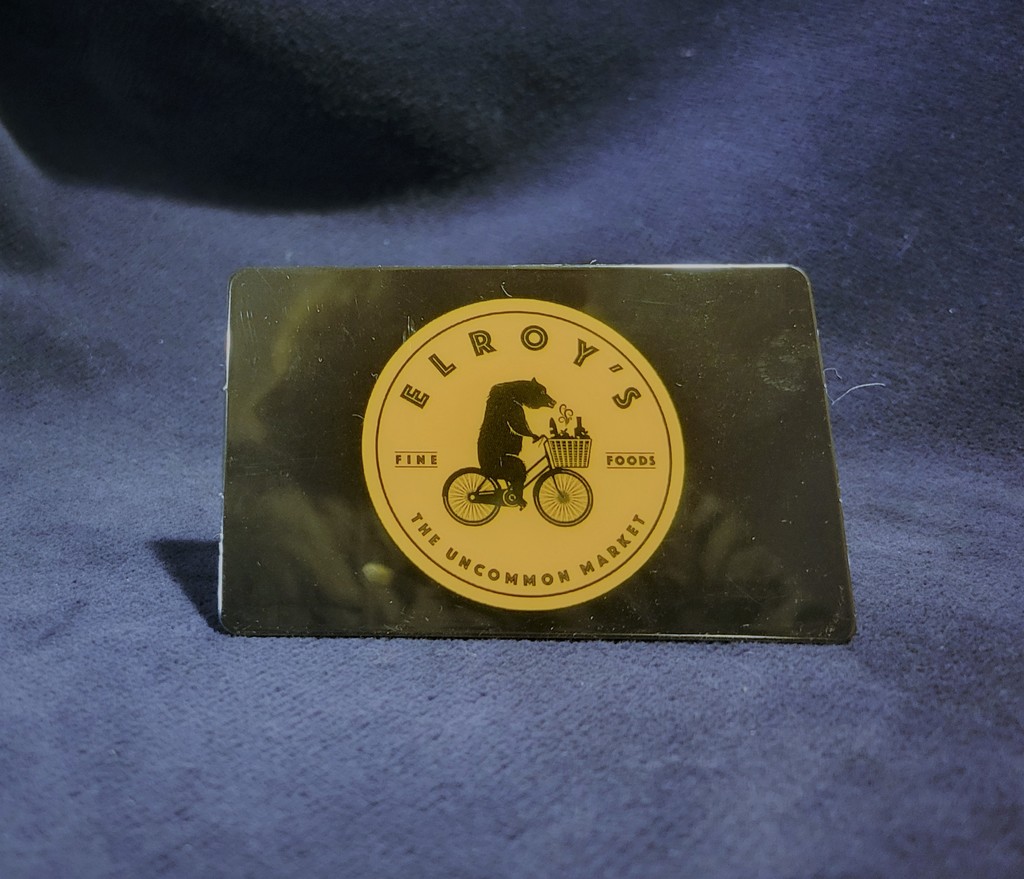 ELROY'S
FINE
FOODS
THE UNCOMMON MARKET